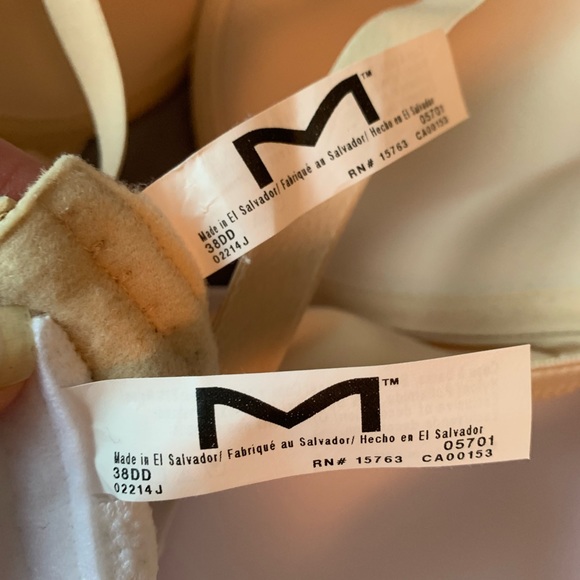 M™
Made in El Salvador/ Fabriqué au Salvador/ Hecho en El Salvador
38DD
05701
02214J
RN# 15763 CA00153
M™
Made in El Salvador/ Fabriqué au Salvador/ Hecho en El Salvador
38DD
05701
02214J
RN# 15763 CA00153